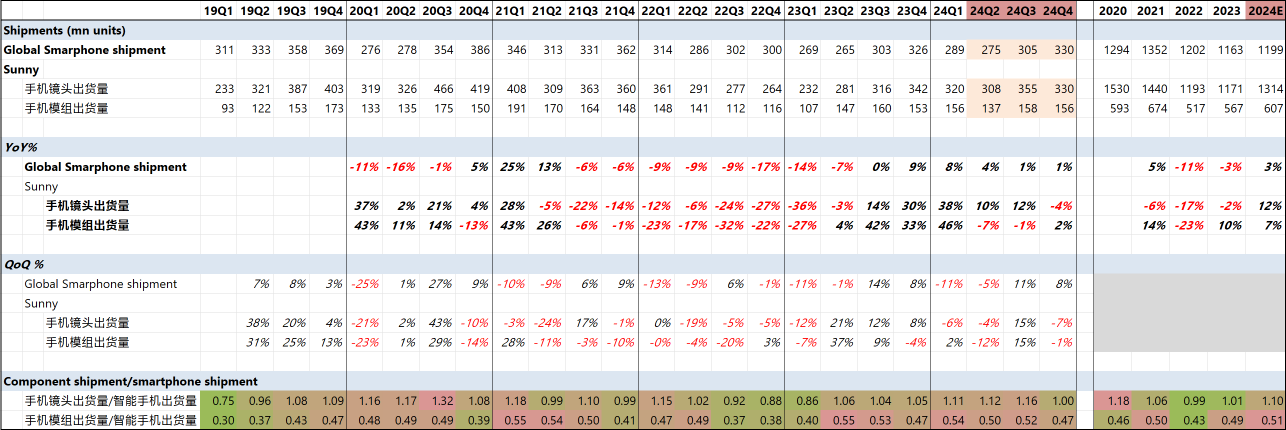 19Q1 19Q2 19Q3 19Q4 20Q1 20Q2 20Q3 20Q4 21Q1 21Q2 21Q3 21Q4 22Q1 22Q2 22Q3 22Q4 23Q1 23Q2 23Q3 23Q4 24Q1 24Q2 24Q3 24Q4 2020 2021 2022 2023 2024E
Shipments (mn units)
Global Smarphone shipment 311 333 358 369 276 278 354 386 346 313 331 362 314 286 302 300 269 265 303 326 289 275 305 330 1294 1352 1202 1163 1199
Sunny
手机镜头出货量 233 321 387 403 319 326 466 419 408 309 363 360 361 291 277 264 232 281 316 342 320 308 355 330 1530 1440 1193 1171 1314
手机模组出货量 93 122 153 173 133 135 175 150 191 170 164 148 148 141 112 116 107 147 160 153 156 137 158 156 593 674 517 567 607
YoY%
Global Smarphone shipment -11% -16% -1% 5% 25% 13% -6% -6% -9% -9% -9% -17% -14% -7% 0% 9% 8% 4% 1% 1% 5% -11% -3% 3%
Sunny
手机镜头出货量 37% 2% 21% 4% 28% -5% -22% -14% -12% -6% -24% -27% -36% -3% 14% 30% 38% 10% 12% -4% -6% -17% -2% 12%
手机模组出货量 43% 11% 14% -13% 43% 26% -6% -1% -23% -17% -32% -22% -27% 4% 42% 33% 46% -7% -1% 2% 14% -23% 10% 7%
QoQ %
Global Smarphone shipment 7% 8% 3% -25% 1% 27% 9% -10% -9% 6% 9% -13% -9% 6% -1% -11% -1% 14% 8% -11% -5% 11% 8%
Sunny
手机镜头出货量 38% 20% 4% -21% 2% 43% -10% -3% -24% 17% -1% 0% -19% -5% -5% -12% 21% 12% 8% -6% -4% 15% -7%
手机模组出货量 31% 25% 13% -23% 1% 29% -14% 28% -11% -3% -10% -0% -4% -20% 3% -7% 37% 9% -4% 2% -12% 15% -1%
Component shipment/smartphone shipment
手机镜头出货量/智能手机出货量 0.75 0.96 1.08 1.09 1.16 1.17 1.32 1.08 1.18 0.99 1.10 0.99 1.15 1.02 0.92 0.88 0.86 1.06 1.04 1.05 1.11 1.12 1.16 1.00 1.18 1.06 0.99 1.01 1.10
手机模组出货量/智能手机出货量 0.30 0.37 0.43 0.47 0.48 0.49 0.49 0.39 0.55 0.54 0.50 0.41 0.47 0.49 0.37 0.38 0.40 0.55 0.53 0.47 0.54 0.50 0.52 0.47 0.46 0.50 0.43 0.49 0.51